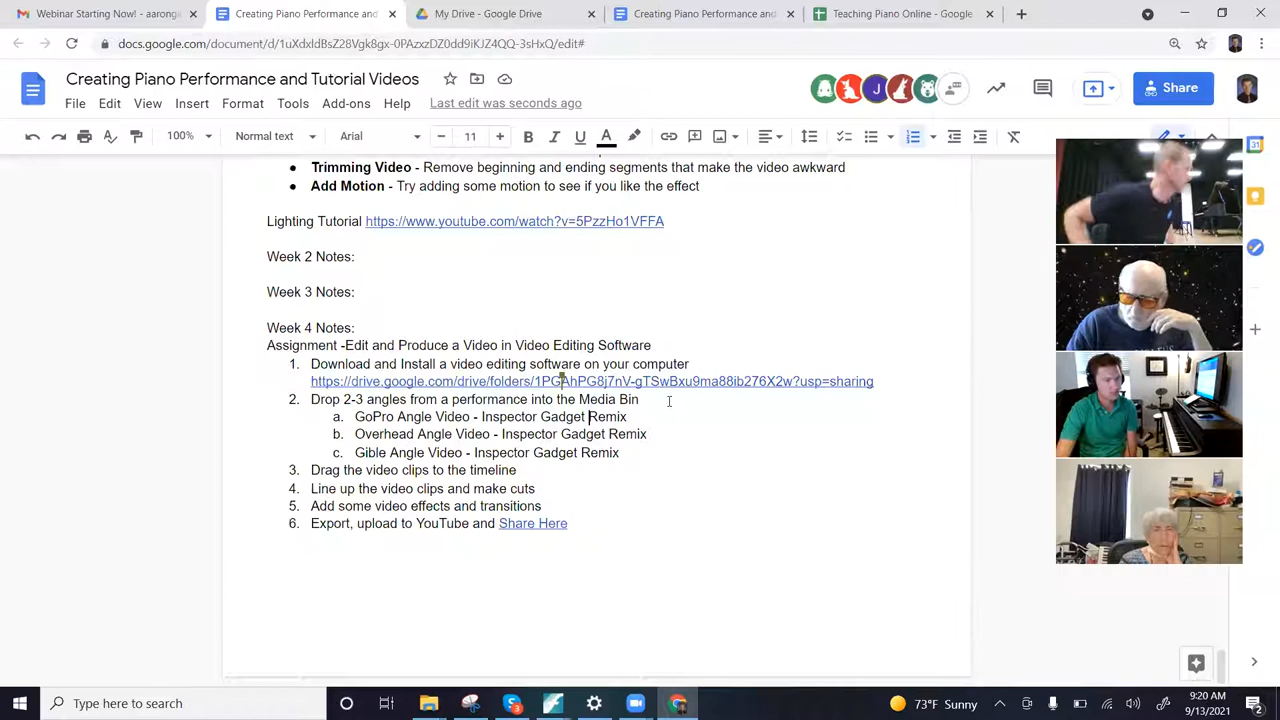 Webinar Starting Now! - aarong
Creating Piano Performance and
My Drive - Google Drive
Creating Piano Performance and
Teaching Piano Online - Google
docs.google.com/document/d/1uXdxldBsZ28Vgk8gx-0PAzxzDZ0dd9iKJZ4QQ-3sHxQ/edit#
Creating Piano Performance and Tutorial Videos
File Edit View Insert Format Tools Add-ons Help Last edit was seconds ago
J
Share
100% Normal text Arial 11 B I U A
Trimming Video - Remove beginning and ending segments that make the video awkward
Add Motion - Try adding some motion to see if you like the effect
Lighting Tutorial https://www.youtube.com/watch?v=5PzzHo1VFFA
Week 2 Notes:
Week 3 Notes:
Week 4 Notes:
Assignment -Edit and Produce a Video in Video Editing Software
1. Download and Install a video editing software on your computer
https://drive.google.com/drive/folders/1PGAhPG8j7nV-gTSwBxu9ma88ib276X2w?usp=sharing
2. Drop 2-3 angles from a performance into the Media Bin
a. GoPro Angle Video - Inspector Gadget Remix
b. Overhead Angle Video - Inspector Gadget Remix
c. Gible Angle Video - Inspector Gadget Remix
3. Drag the video clips to the timeline
4. Line up the video clips and make cuts
5. Add some video effects and transitions
6. Export, upload to YouTube and Share Here
31
Type here to search
73°F Sunny
9:20 AM
9/13/2021
2